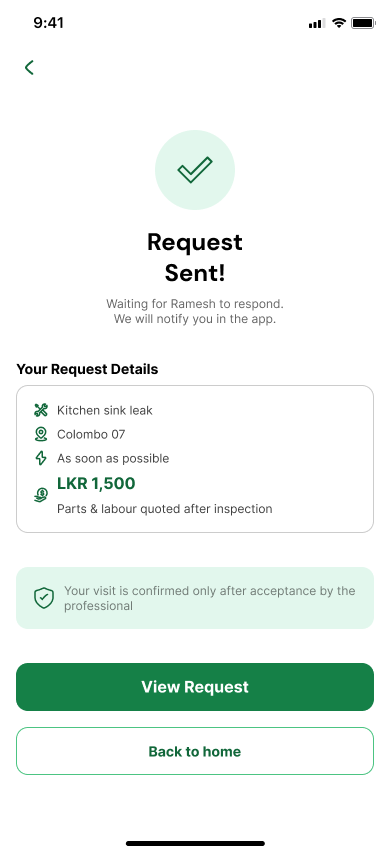 9:41
Request
Sent!
Waiting for Ramesh to respond.
We will notify you in the app.
Your Request Details
Kitchen sink leak
Colombo 07
As soon as possible
LKR 1,500
Parts & labour quoted after inspection
Your visit is confirmed only after acceptance by the
professional
View Request
Back to home